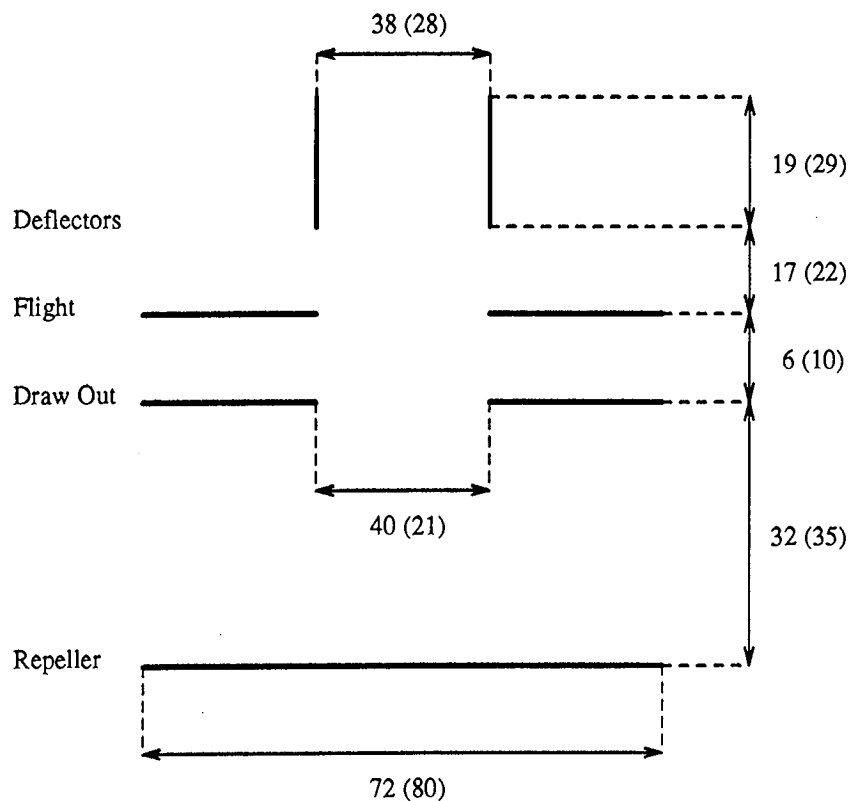 38 (28)
19 (29)
Deflectors
17 (22)
Flight
6 (10)
Draw Out
40 (21)
32 (35)
Repeller
72 (80)